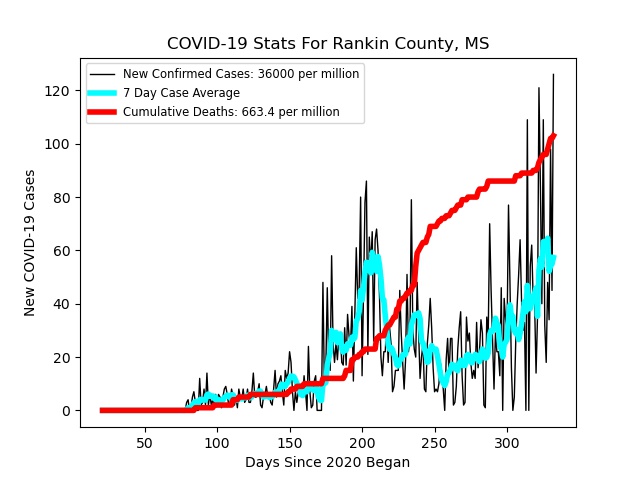 COVID-19 Stats For Rankin County, MS
New Confirmed Cases: 36000 per million
7 Day Case Average
Cumulative Deaths: 663.4 per million
New COVID-19 Cases
120
100
80
60
40
20
0
50
100
150
200
250
300
Days Since 2020 Began